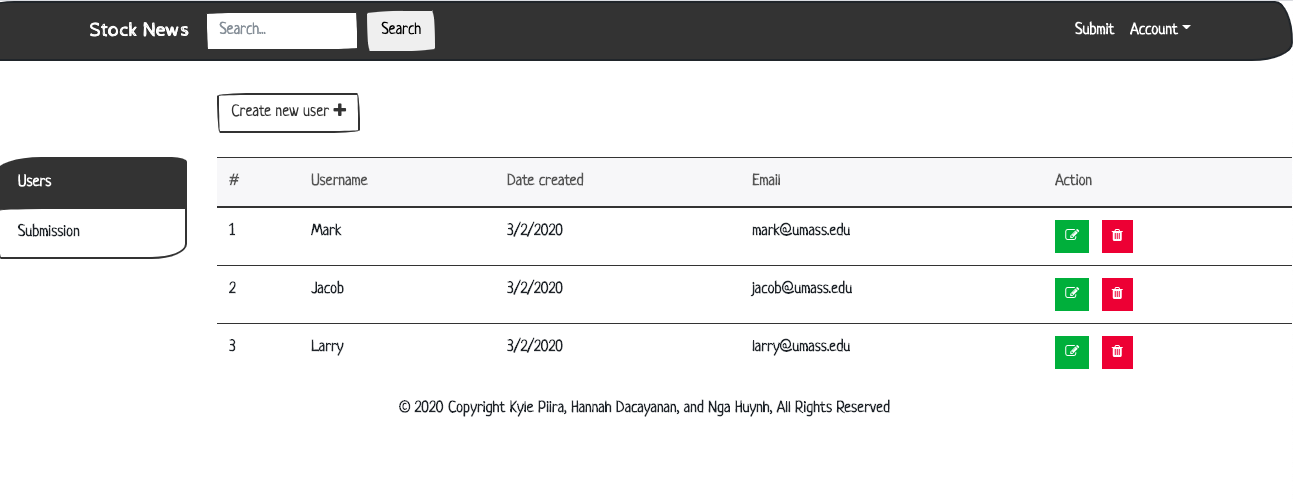 Stock News Search... Search Submit Account
Create new user
# Username Date created Email Action
Users
1 Mark 3/2/2020 mark@umass.edu
Submission
2 Jacob 3/2/2020 jacob@umass.edu
3 Larry 3/2/2020 larry@umass.edu
© 2020 Copyright Kyle Piira, Hannah Dacayanan, and Nga Huynh, All Rights Reserved